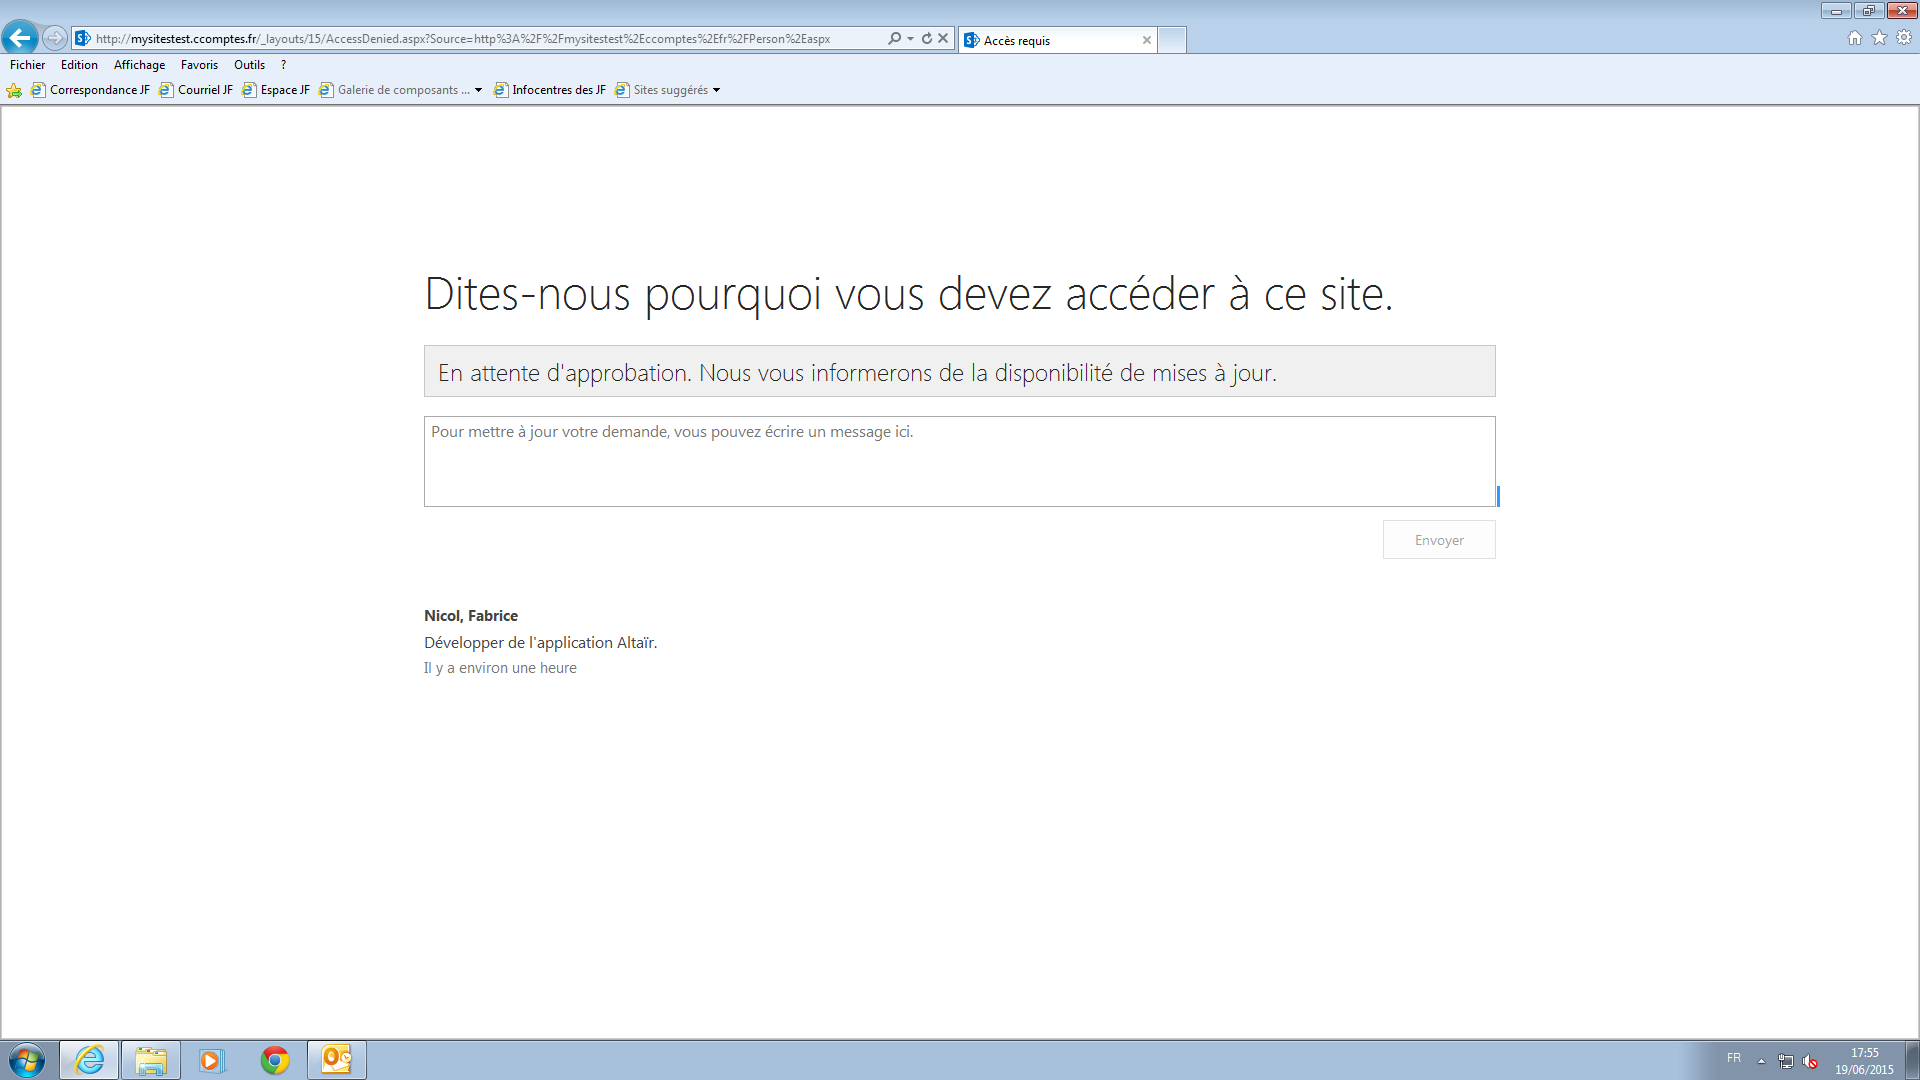 http://mysitestest.ccomptes.fr/_layouts/15/AccessDenied.aspx?Source=http%3A%2F%2Fmysitestest%2Eccomptes%2Efr%2FPerson%2Easpx
Accès requis
Fichier Edition Affichage Favoris Outils ?
Correspondance JF Courriel JF Espace JF Galerie de composants ... Infocentres des JF Sites suggérés
Dites-nous pourquoi vous devez accéder à ce site.
En attente d'approbation. Nous vous informerons de la disponibilité de mises à jour.
Pour mettre à jour votre demande, vous pouvez écrire un message ici.
Envoyer
Nicol, Fabrice
Développer de l'application Altaïr.
Il y a environ une heure
FR
17:55
19/06/2015